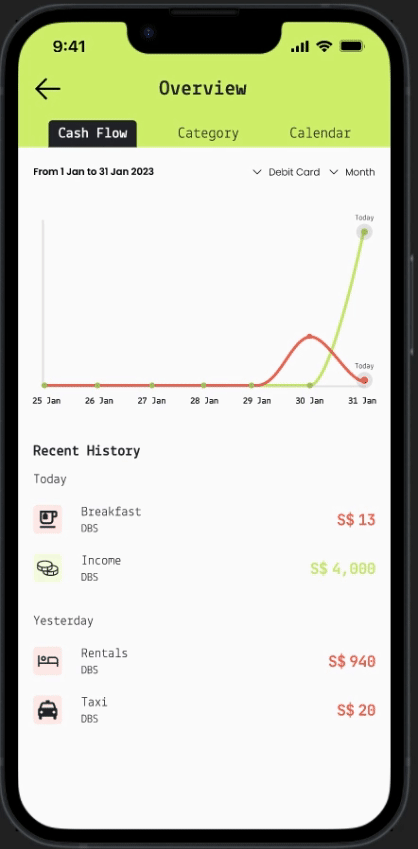 9:41
Overview
Cash Flow Category Calendar
From 1 Jan to 31 Jan 2023 Debit Card Month
Today
Today
25 Jan 26 Jan 27 Jan 28 Jan 29 Jan 30 Jan 31 Jan
Recent History
Today
Breakfast S$ 13
DBS
Income S$ 4,000
DBS
Yesterday
Rentals S$ 940
DBS
Taxi S$ 20
DBS